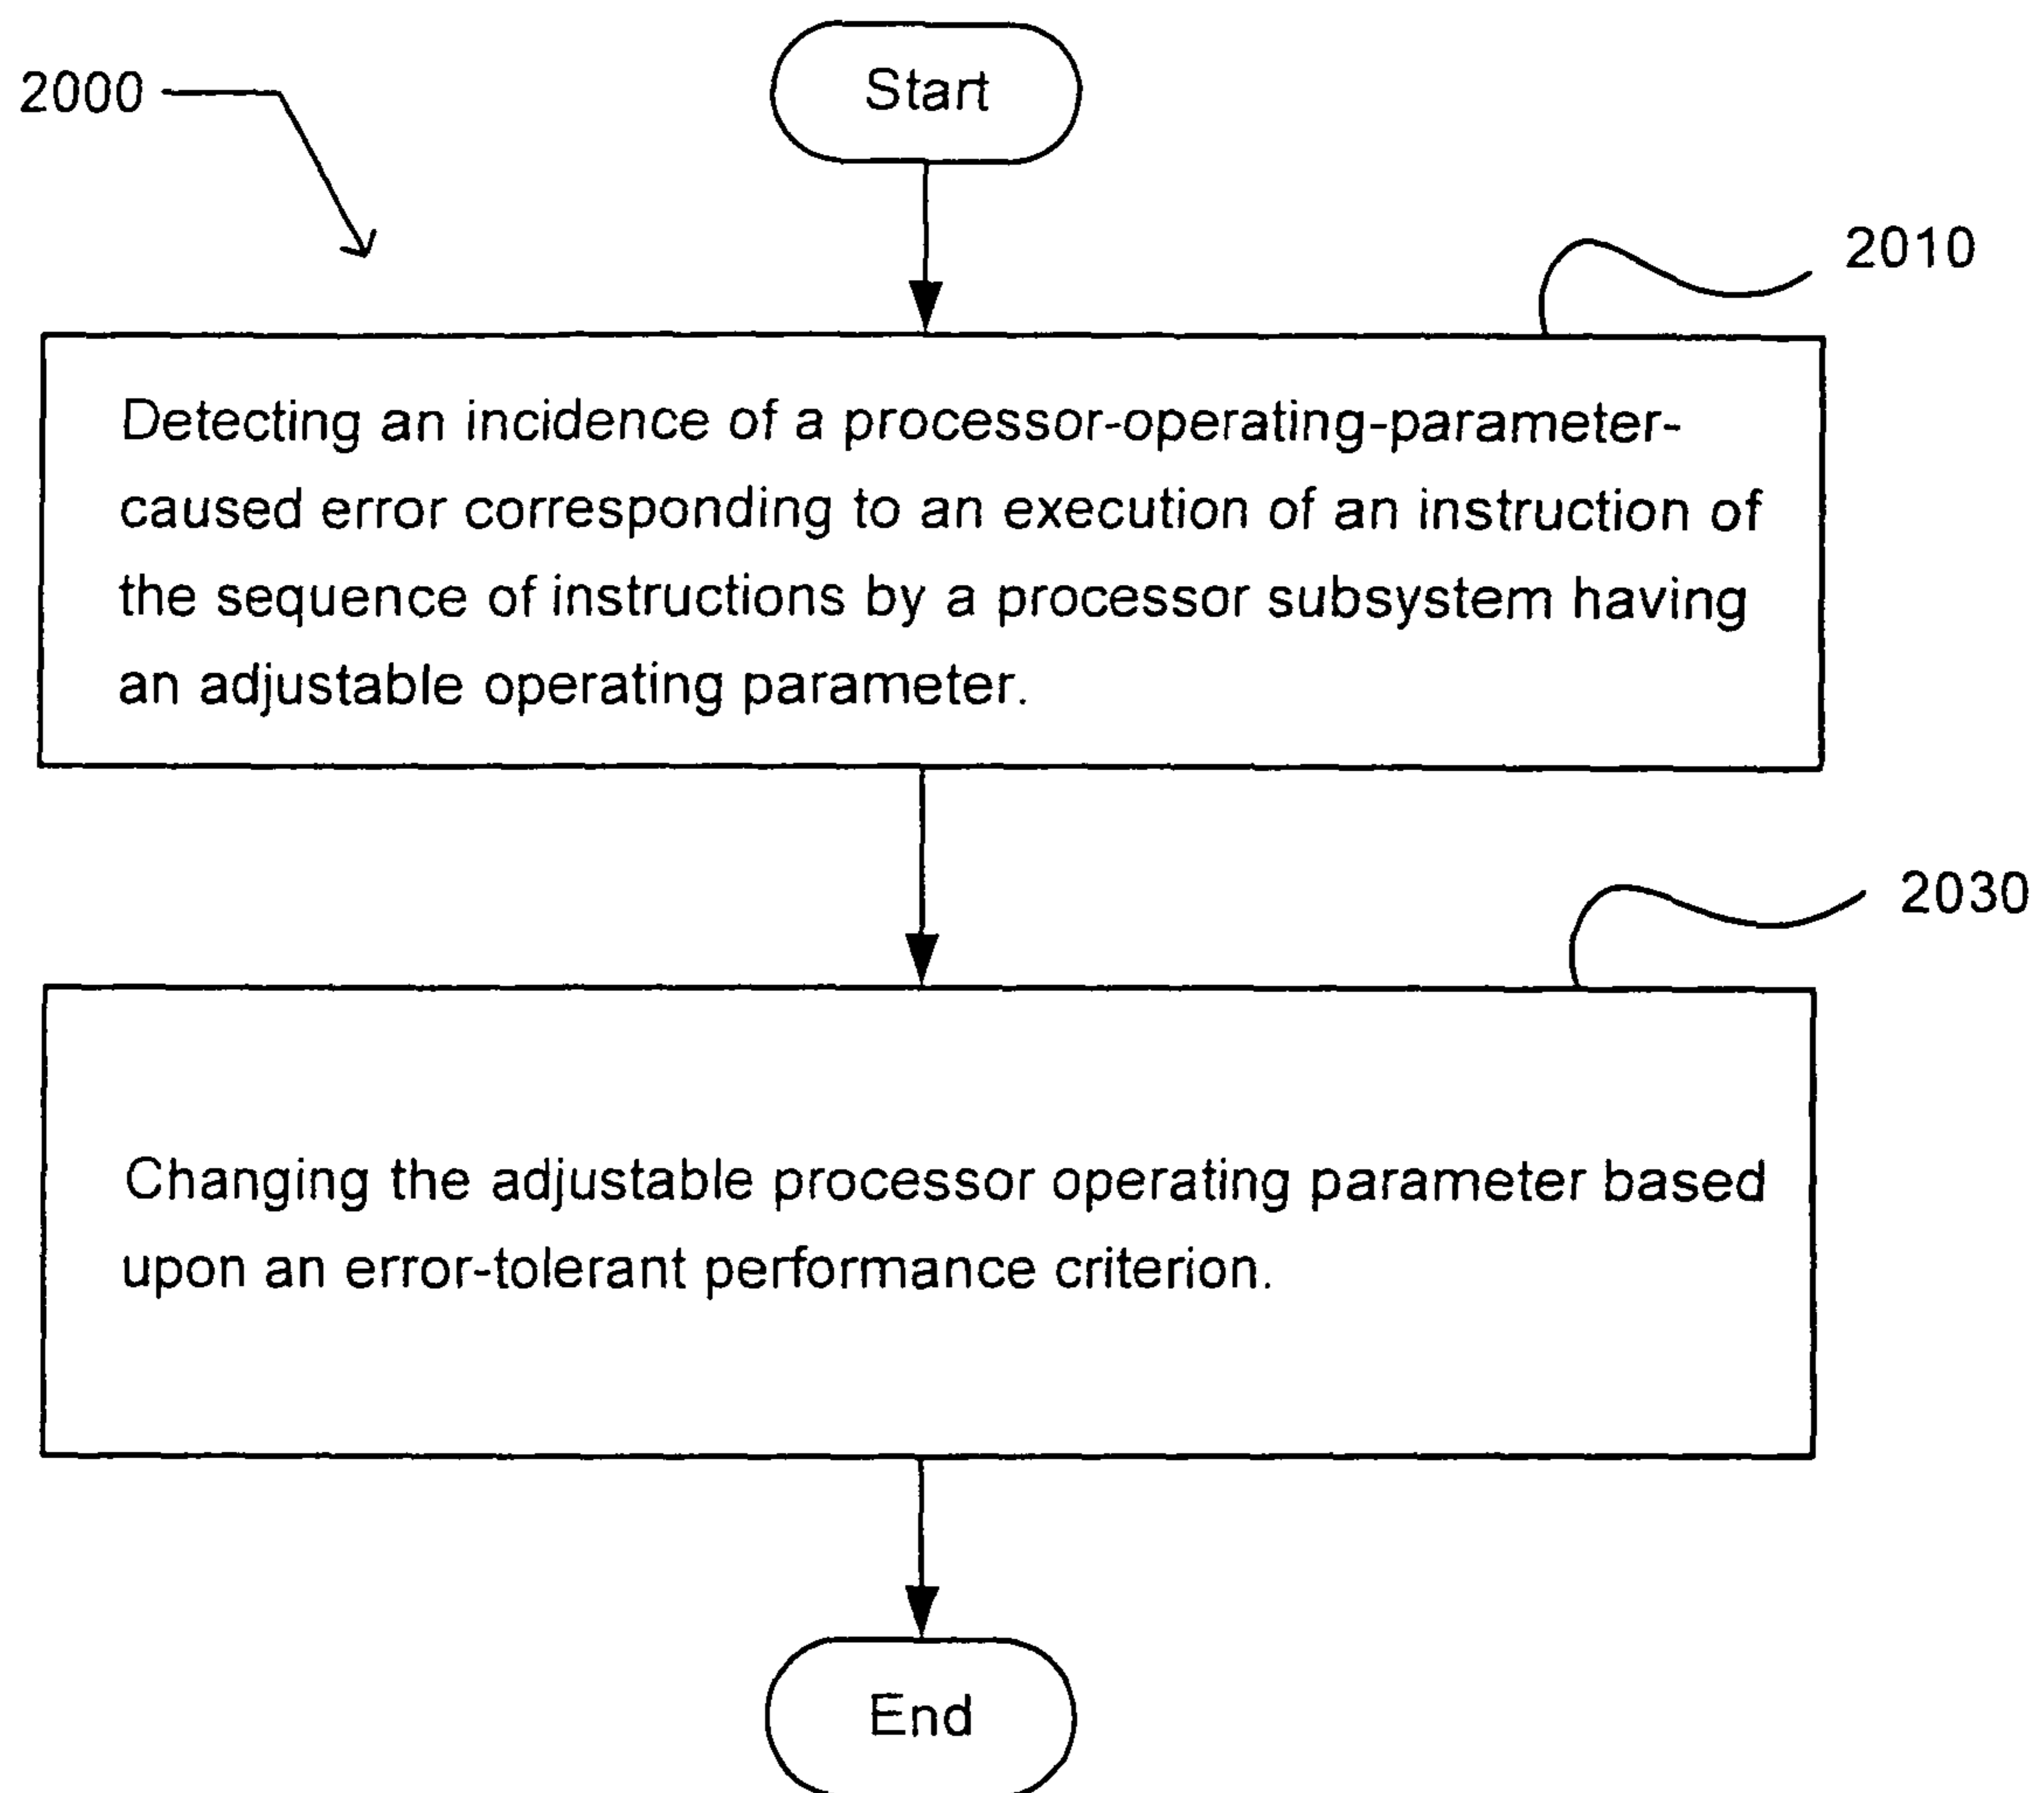 2000
Start
2010
Detecting an incidence of a processor-operating-parameter-
caused error corresponding to an execution of an instruction of
the sequence of instructions by a processor subsystem having
an adjustable operating parameter.
2030
Changing the adjustable processor operating parameter based
upon an error-tolerant performance criterion.
End